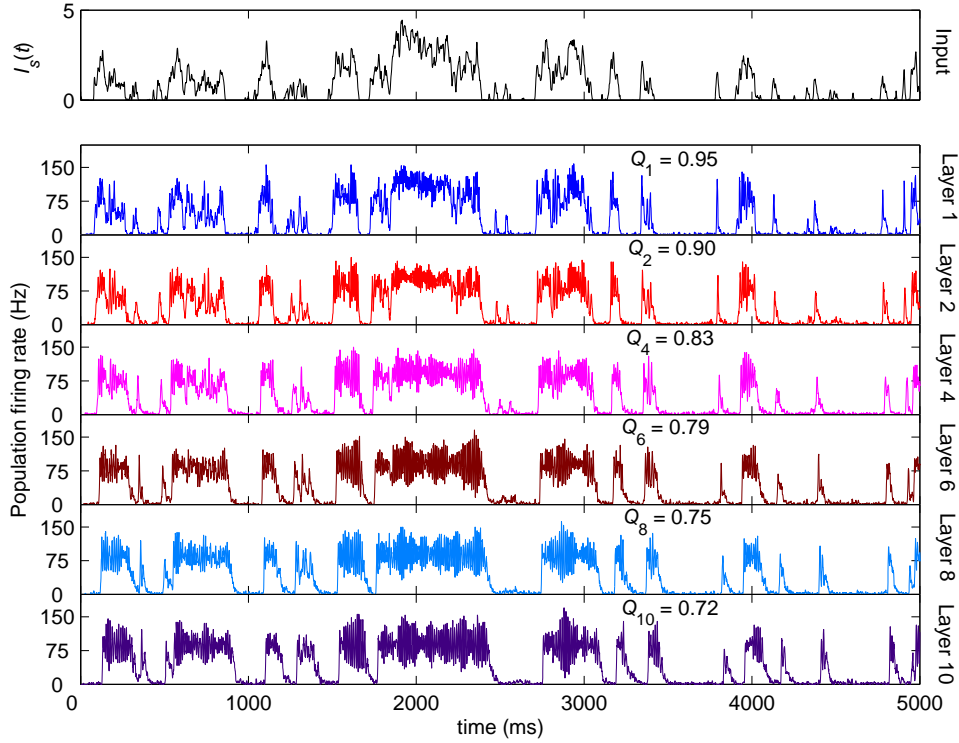 5
0
I_s(t)
Input
150
75
0
Q_1 = 0.95
Layer 1
150
75
0
Q_2 = 0.90
Layer 2
150
75
0
Q_4 = 0.83
Layer 4
150
75
0
Q_6 = 0.79
Layer 6
150
75
0
Q_8 = 0.75
Layer 8
150
75
0
Q_10 = 0.72
Layer 10
Population firing rate (Hz)
0 1000 2000 3000 4000 5000
time (ms)